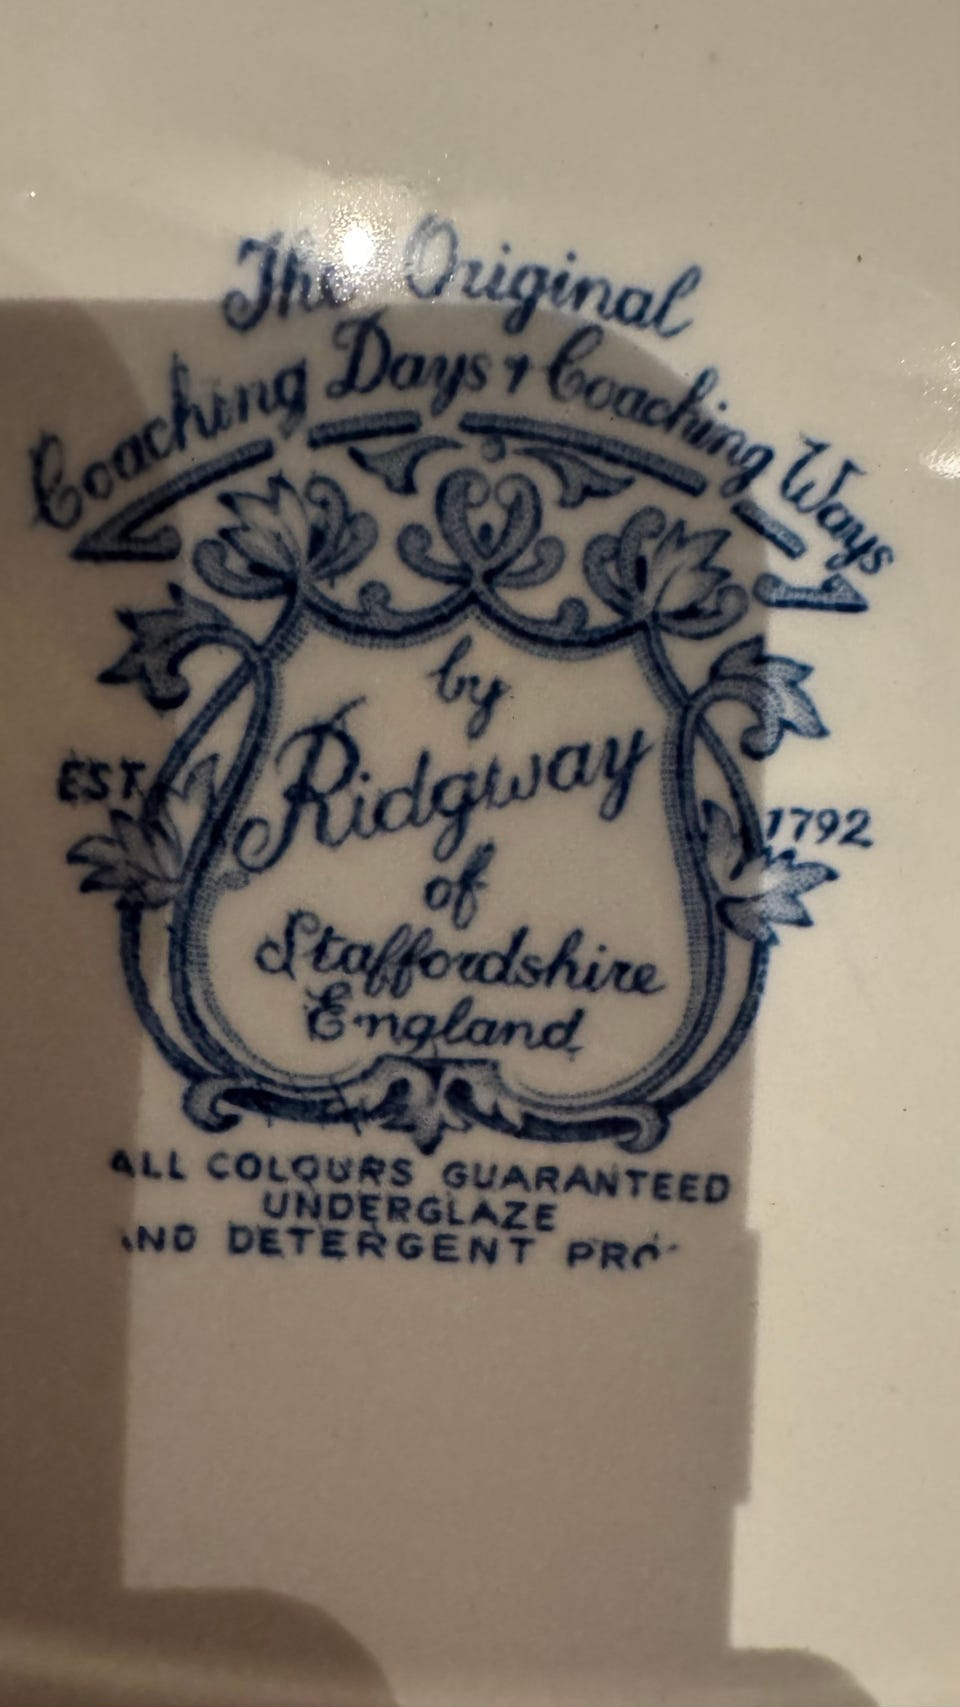 The Original
Coaching Days & Coaching Ways
by
Ridgway
EST. 1792
of
Staffordshire
England
ALL COLOURS GUARANTEED
UNDERGLAZE
AND DETERGENT